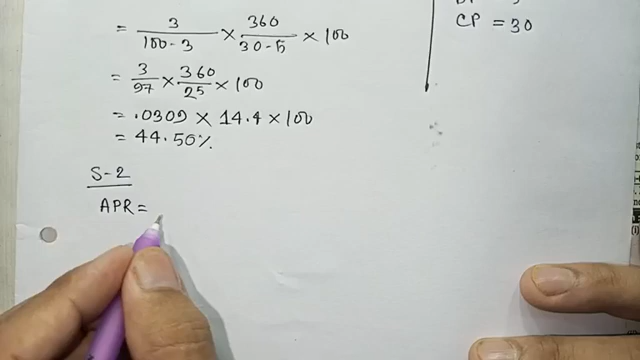 = 3 / 100-3 × 360 / 30-5 × 100
CP = 30
= 3/97 × 360/25 × 100
= .0309 × 14.4 × 100
= 44.50%
S-2
APR =